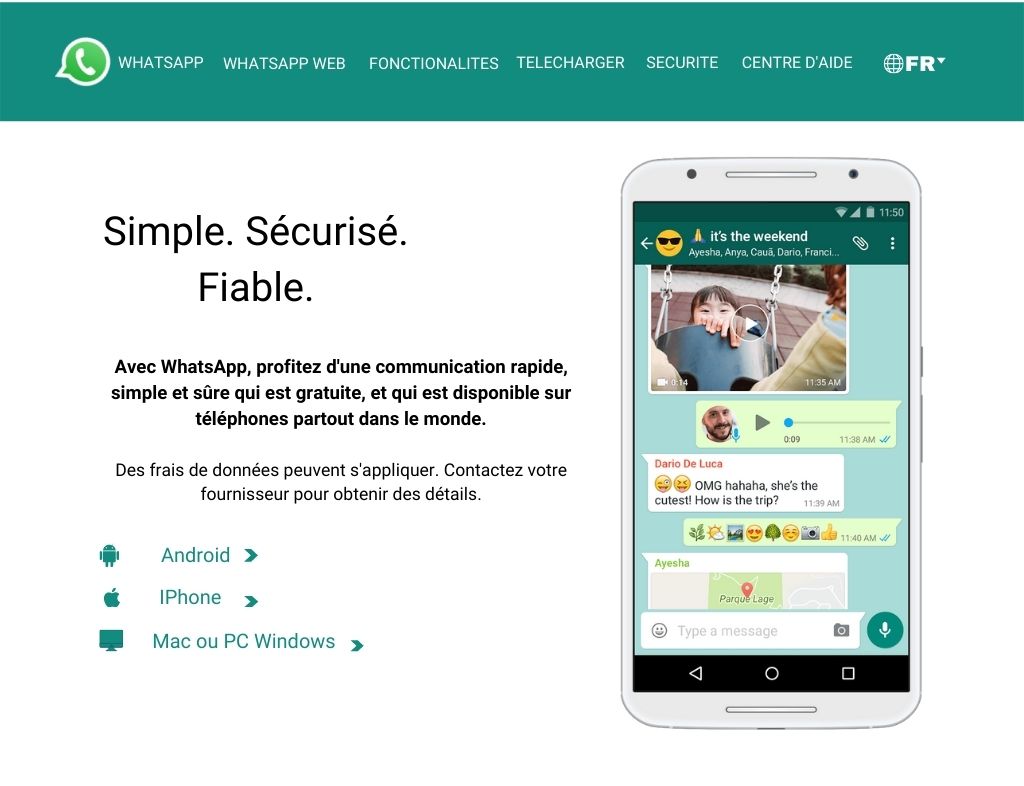 WHATSAPP WHATSAPP WEB FONCTIONALITES TELECHARGER SECURITE CENTRE D'AIDE FR
Simple. Sécurisé.
Fiable.
Avec WhatsApp, profitez d'une communication rapide,
simple et sûre qui est gratuite, et qui est disponible sur
téléphones partout dans le monde.
Des frais de données peuvent s'appliquer. Contactez votre
fournisseur pour obtenir des détails.
Android
IPhone
Mac ou PC Windows
11:50
🙏 it’s the weekend
Ayesha, Anya, Cauã, Dario, Franci...
0:14 11:35 AM
0:09 11:38 AM
Dario De Luca
😜😝 OMG hahaha, she’s the
cutest! How is the trip?
11:39 AM
11:40 AM
Ayesha
Parque Lage
Type a message